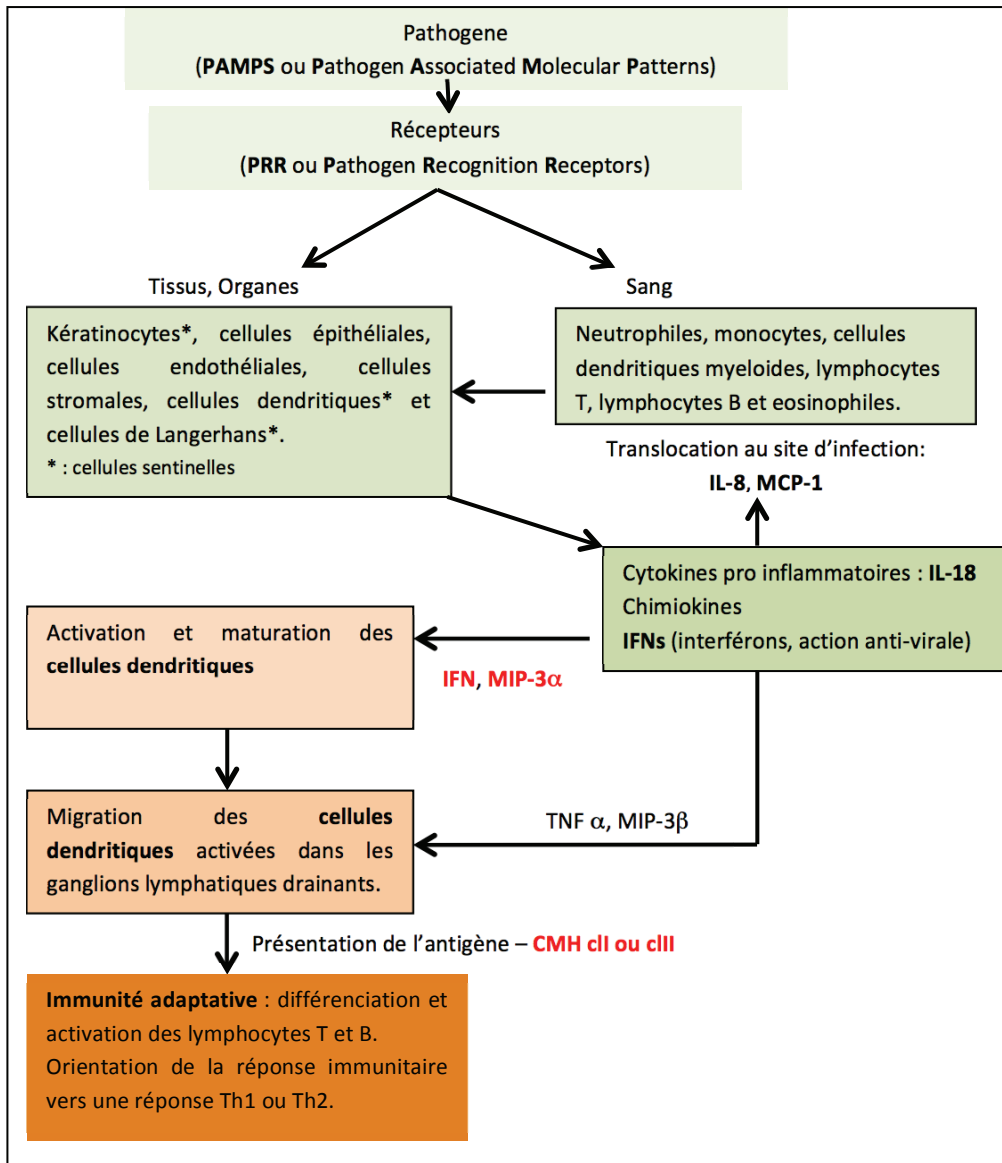 Pathogene
(PAMPS ou Pathogen Associated Molecular Patterns)
Récepteurs
(PRR ou Pathogen Recognition Receptors)
Tissus, Organes
Kératinocytes*, cellules épithéliales,
cellules endothéliales, cellules
stromales, cellules dendritiques* et
cellules de Langerhans*.
* : cellules sentinelles
Sang
Neutrophiles, monocytes, cellules
dendritiques myeloides, lymphocytes
T, lymphocytes B et eosinophiles.
Translocation au site d'infection:
IL-8, MCP-1
Cytokines pro inflammatoires : IL-18
Chimiokines
IFNs (interférons, action anti-virale)
Activation et maturation des
cellules dendritiques
IFN, MIP-3α
Migration des cellules
dendritiques activées dans les
ganglions lymphatiques drainants.
TNF α, MIP-3β
Présentation de l'antigène – CMH clI ou clII
Immunité adaptative : différenciation et
activation des lymphocytes T et B.
Orientation de la réponse immunitaire
vers une réponse Th1 ou Th2.